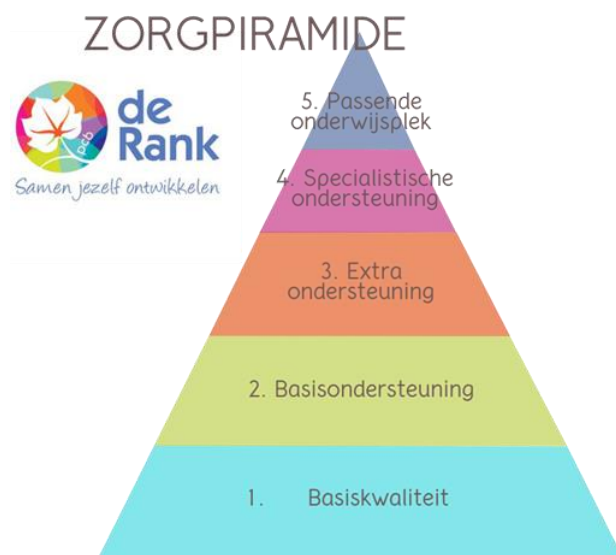 ZORGPIRAMIDE
de
Rank
pcb
Samen jezelf ontwikkelen
5. Passende
onderwijsplek
4. Specialistische
ondersteuning
3. Extra
ondersteuning
2. Basisondersteuning
1. Basiskwaliteit